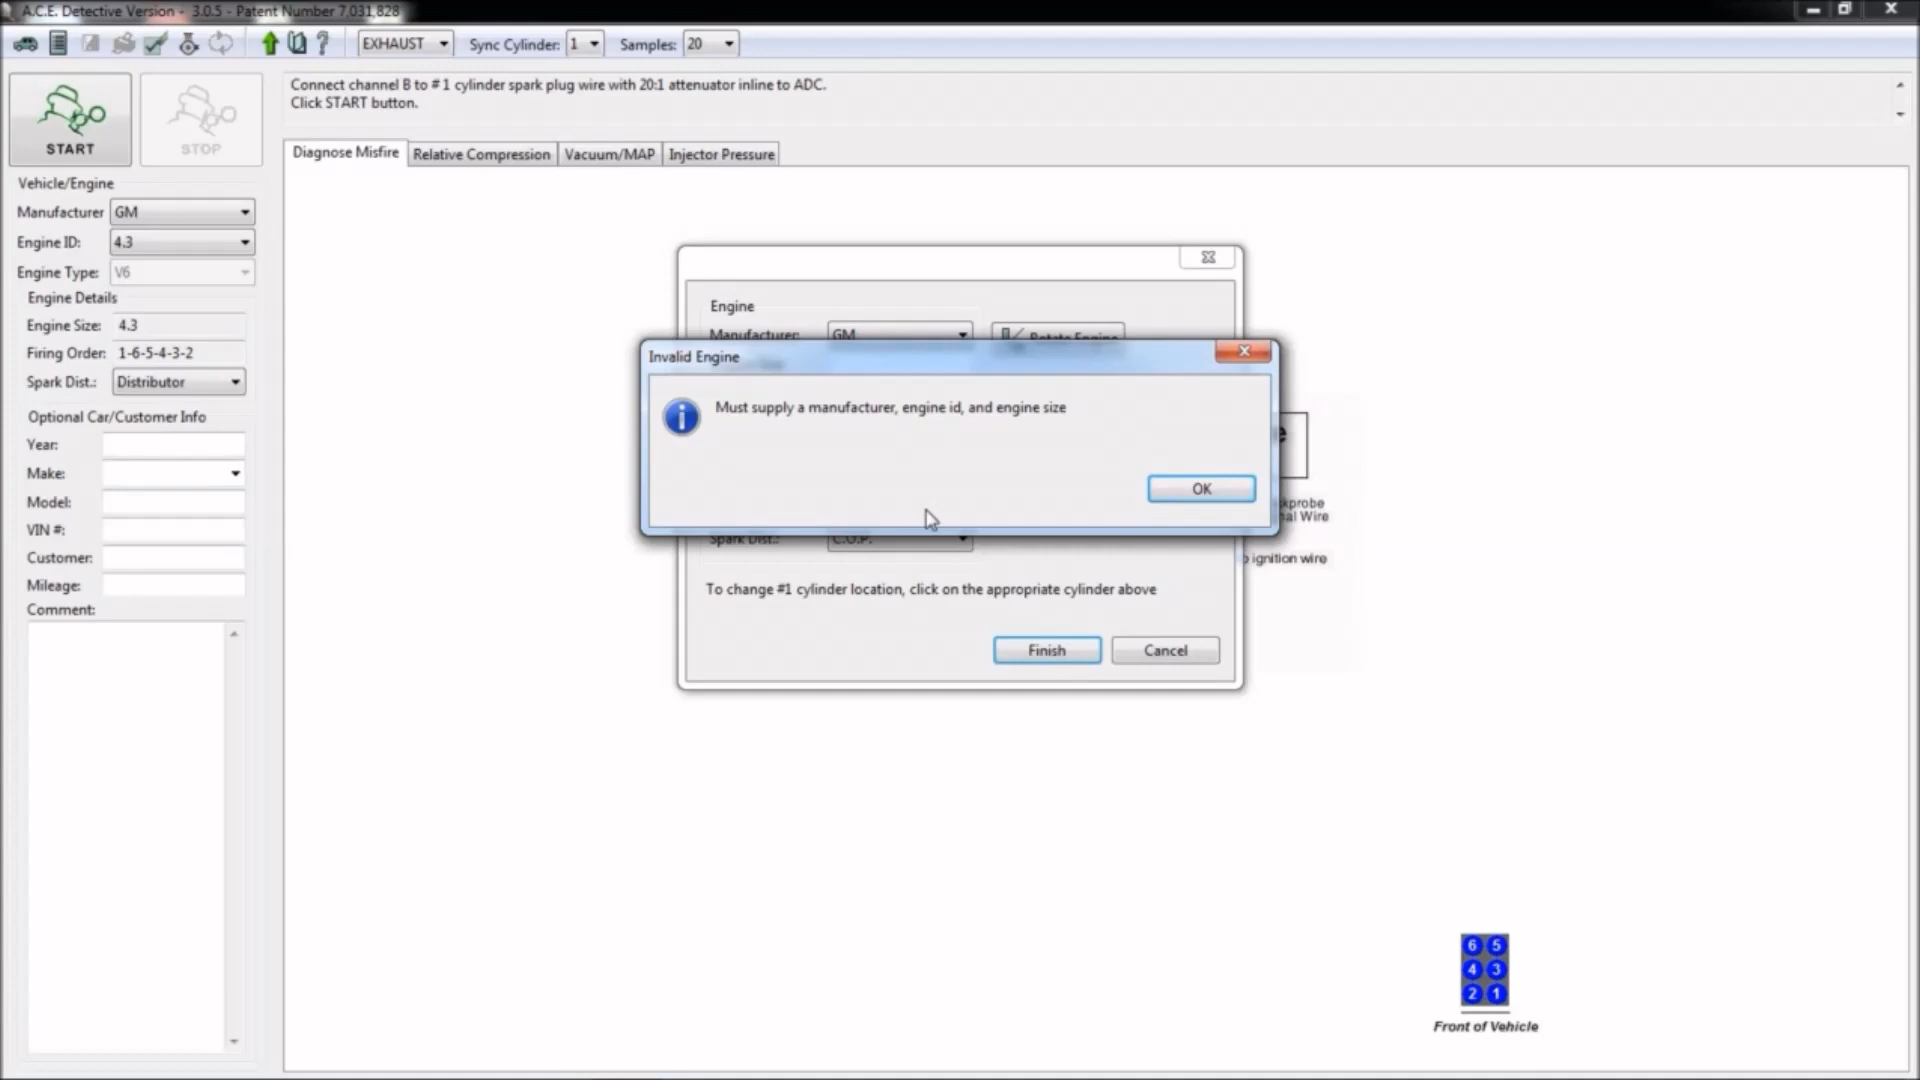 A.C.E. Detective Version - 3.0.5 - Patent Number 7,031,828
EXHAUST Sync Cylinder: 1 Samples: 20
START STOP
Connect channel B to # 1 cylinder spark plug wire with 20:1 attenuator inline to ADC.
Click START button.
Diagnose Misfire Relative Compression Vacuum/MAP Injector Pressure
Vehicle/Engine
Manufacturer GM
Engine ID: 4.3
Engine Type: V6
Engine Details
Engine Size: 4.3
Firing Order: 1-6-5-4-3-2
Spark Dist.: Distributor
Optional Car/Customer Info
Year:
Make:
Model:
VIN #:
Customer:
Mileage:
Comment:
Engine
Manufacturer: GM Rotate Engine
Invalid Engine
Must supply a manufacturer, engine id, and engine size
OK
Spark Dist.: C.O.P.
To change #1 cylinder location, click on the appropriate cylinder above
Finish Cancel
ignition wire
6 5
4 3
2 1
Front of Vehicle